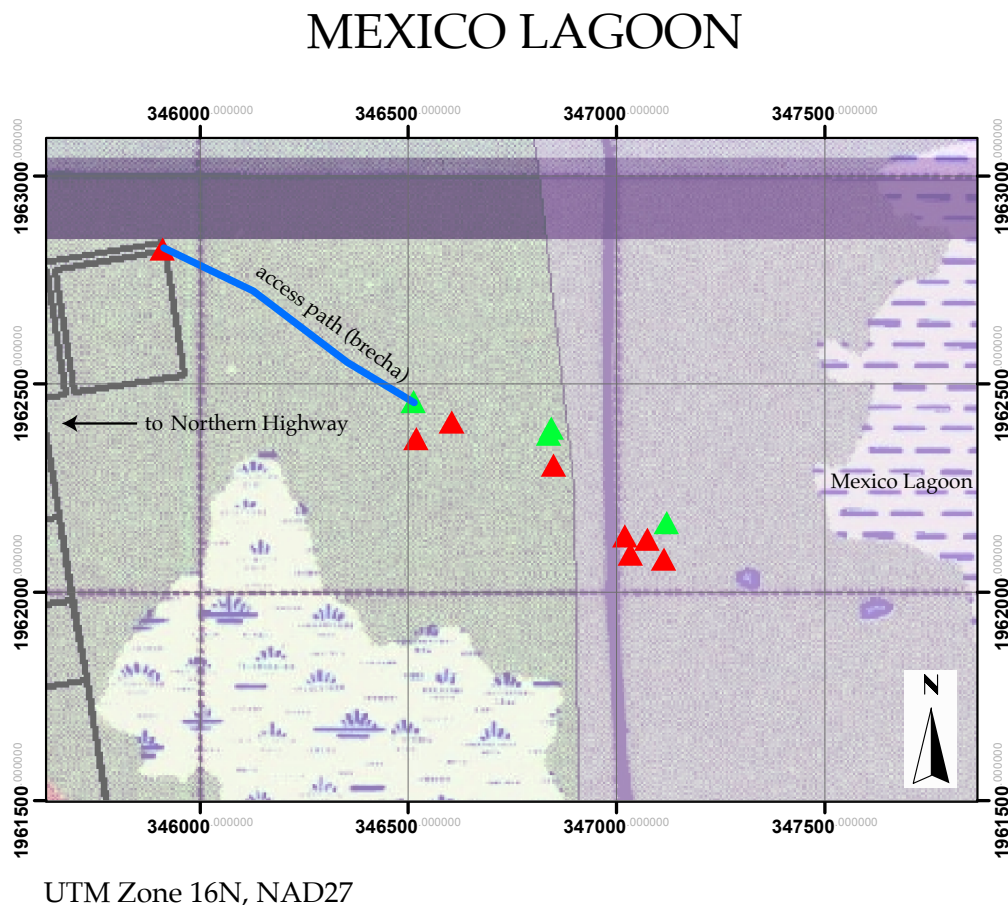 MEXICO LAGOON
346000.000000 346500.000000 347000.000000 347500.000000
1963000.000000 1963000.000000
access path (brecha)
1962500.000000 1962500.000000
to Northern Highway
Mexico Lagoon
1962000.000000 1962000.000000
N
1961500.000000 1961500.000000
346000.000000 346500.000000 347000.000000 347500.000000
UTM Zone 16N, NAD27